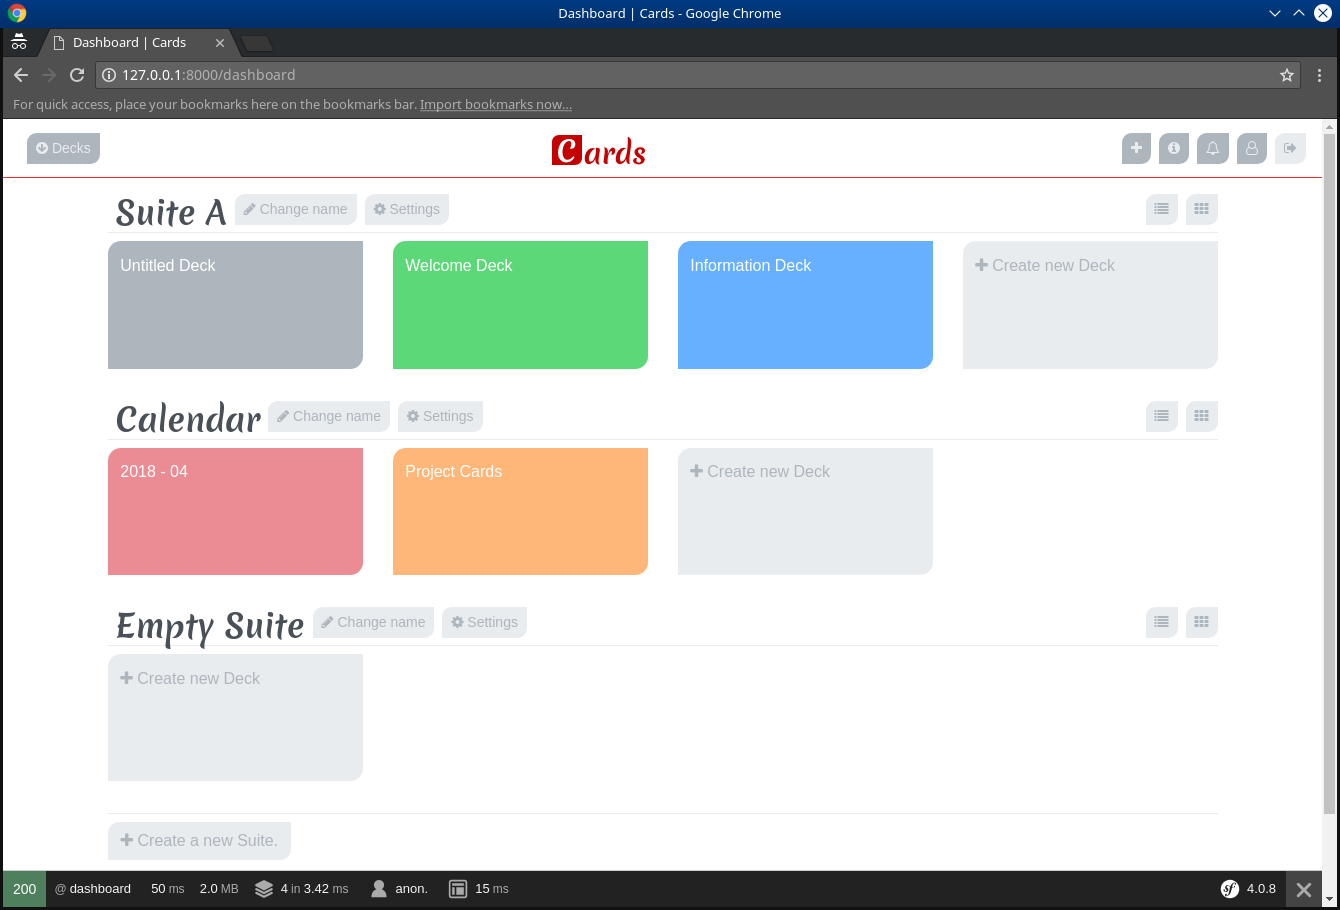 Dashboard | Cards - Google Chrome
Dashboard | Cards
127.0.0.1:8000/dashboard
For quick access, place your bookmarks here on the bookmarks bar. Import bookmarks now...
Decks
Cards
Suite A Change name Settings
Untitled Deck Welcome Deck Information Deck Create new Deck
Calendar Change name Settings
2018 - 04 Project Cards Create new Deck
Empty Suite Change name Settings
Create new Deck
Create a new Suite.
200 @ dashboard 50 ms 2.0 MB 4 in 3.42 ms anon. 15 ms sf 4.0.8